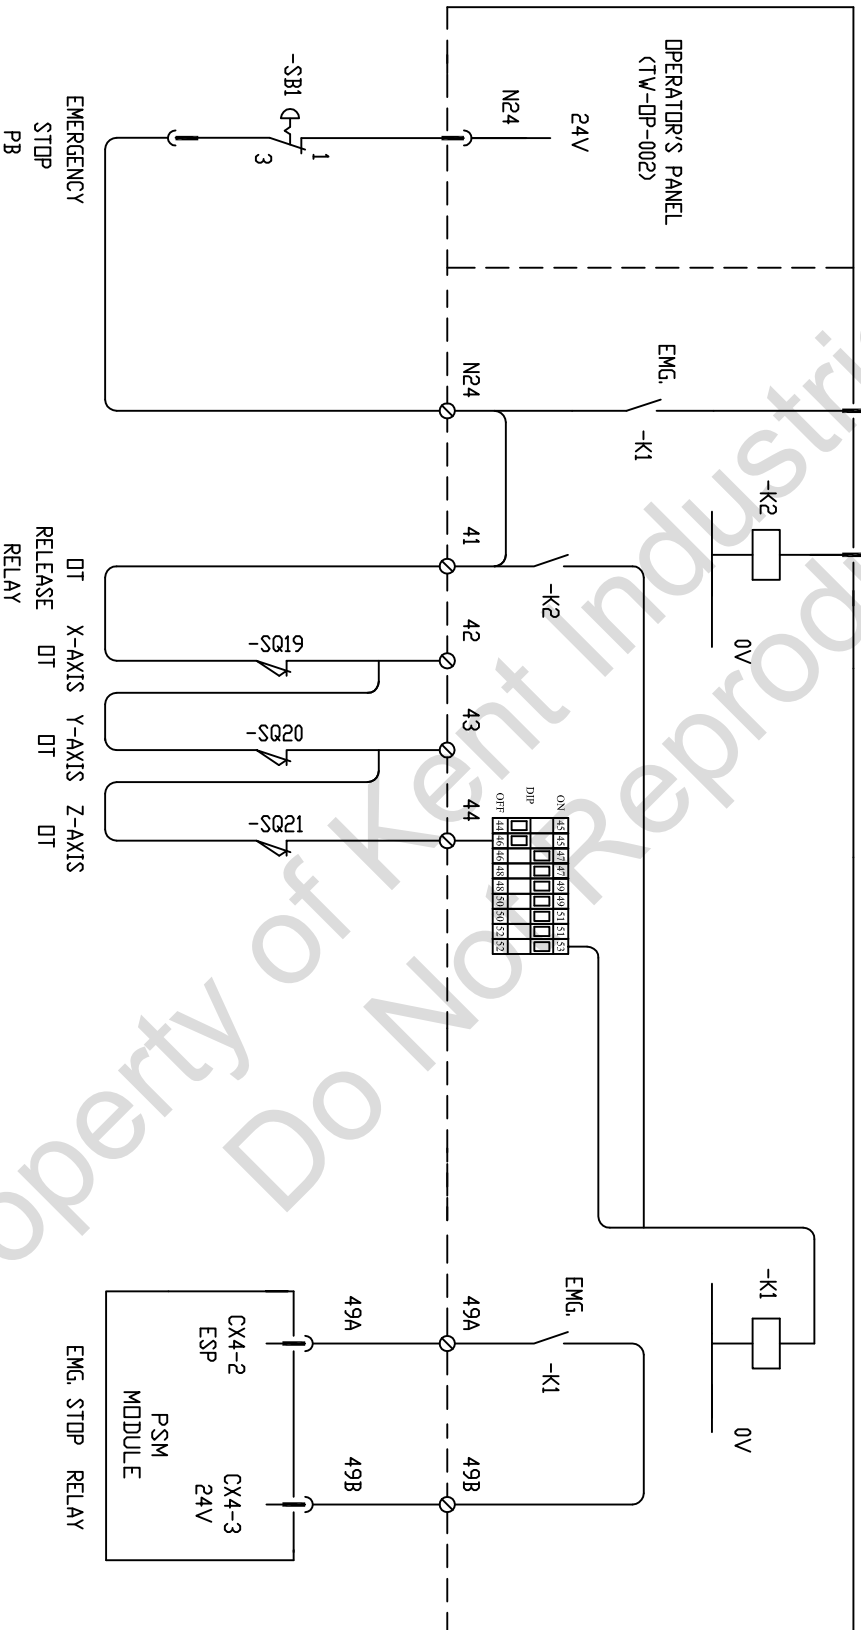 OPERATOR'S PANEL
(TW-OP-002)
24V
N24
-SB1
1
3
EMERGENCY
STOP
PB
EMG.
-K1
N24
-K2
0V
41
-K2
OT
RELEASE
RELAY
42
-SQ19
X-AXIS
OT
43
-SQ20
Y-AXIS
OT
44
-SQ21
Z-AXIS
OT
ON
DIP
OFF
45 45 47 47 49 49 51 51 53
44 46 46 48 48 50 50 52 52
-K1
0V
EMG.
-K1
49A
49B
49A
49B
CX4-2
ESP
CX4-3
24V
PSM
MODULE
EMG. STOP RELAY
Property of Kent Industrial
Do Not Reproduce